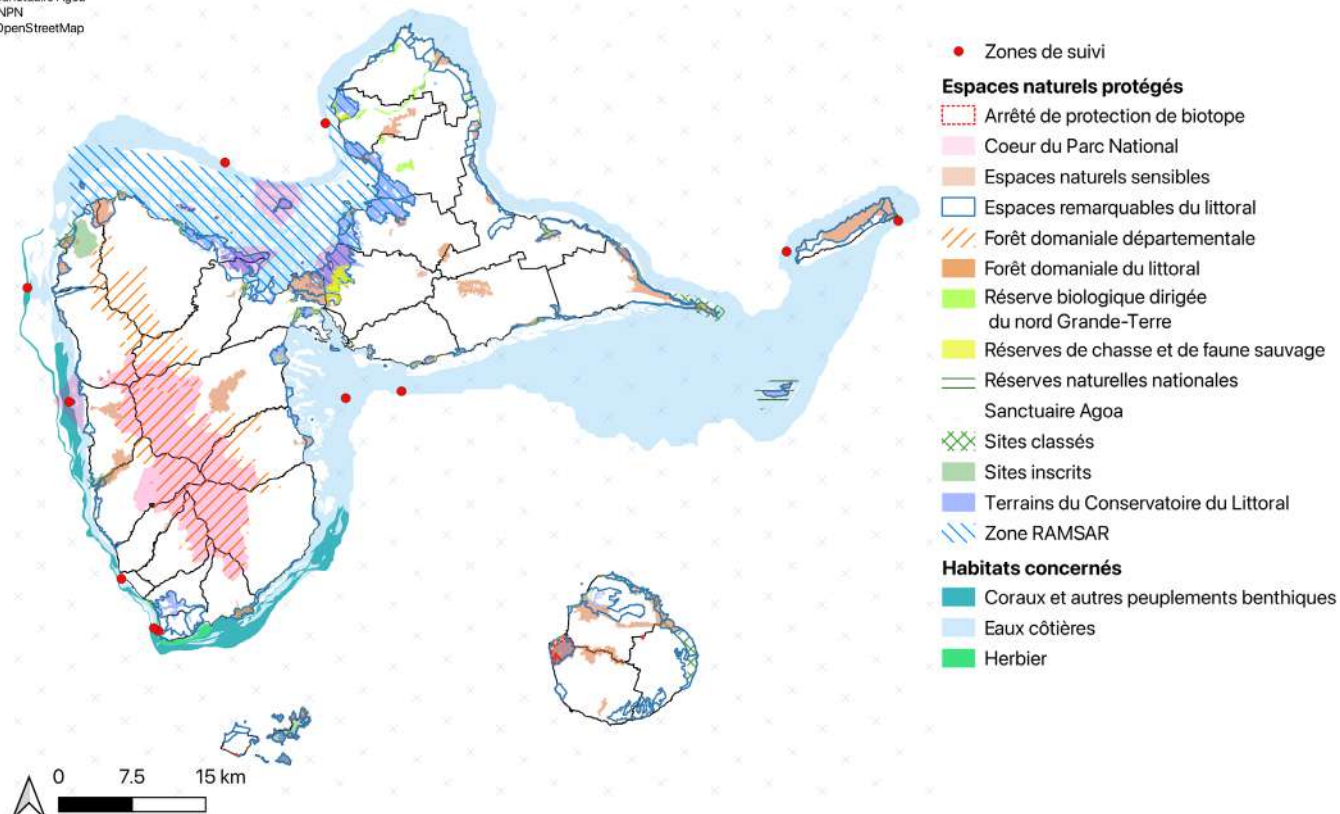 INPN
OpenStreetMap
Zones de suivi
Espaces naturels protégés
Arrêté de protection de biotope
Coeur du Parc National
Espaces naturels sensibles
Espaces remarquables du littoral
Forêt domaniale départementale
Forêt domaniale du littoral
Réserve biologique dirigée
du nord Grande-Terre
Réserves de chasse et de faune sauvage
Réserves naturelles nationales
Sanctuaire Agoa
Sites classés
Sites inscrits
Terrains du Conservatoire du Littoral
Zone RAMSAR
Habitats concernés
Coraux et autres peuplements benthiques
Eaux côtières
Herbier
0 7.5 15 km